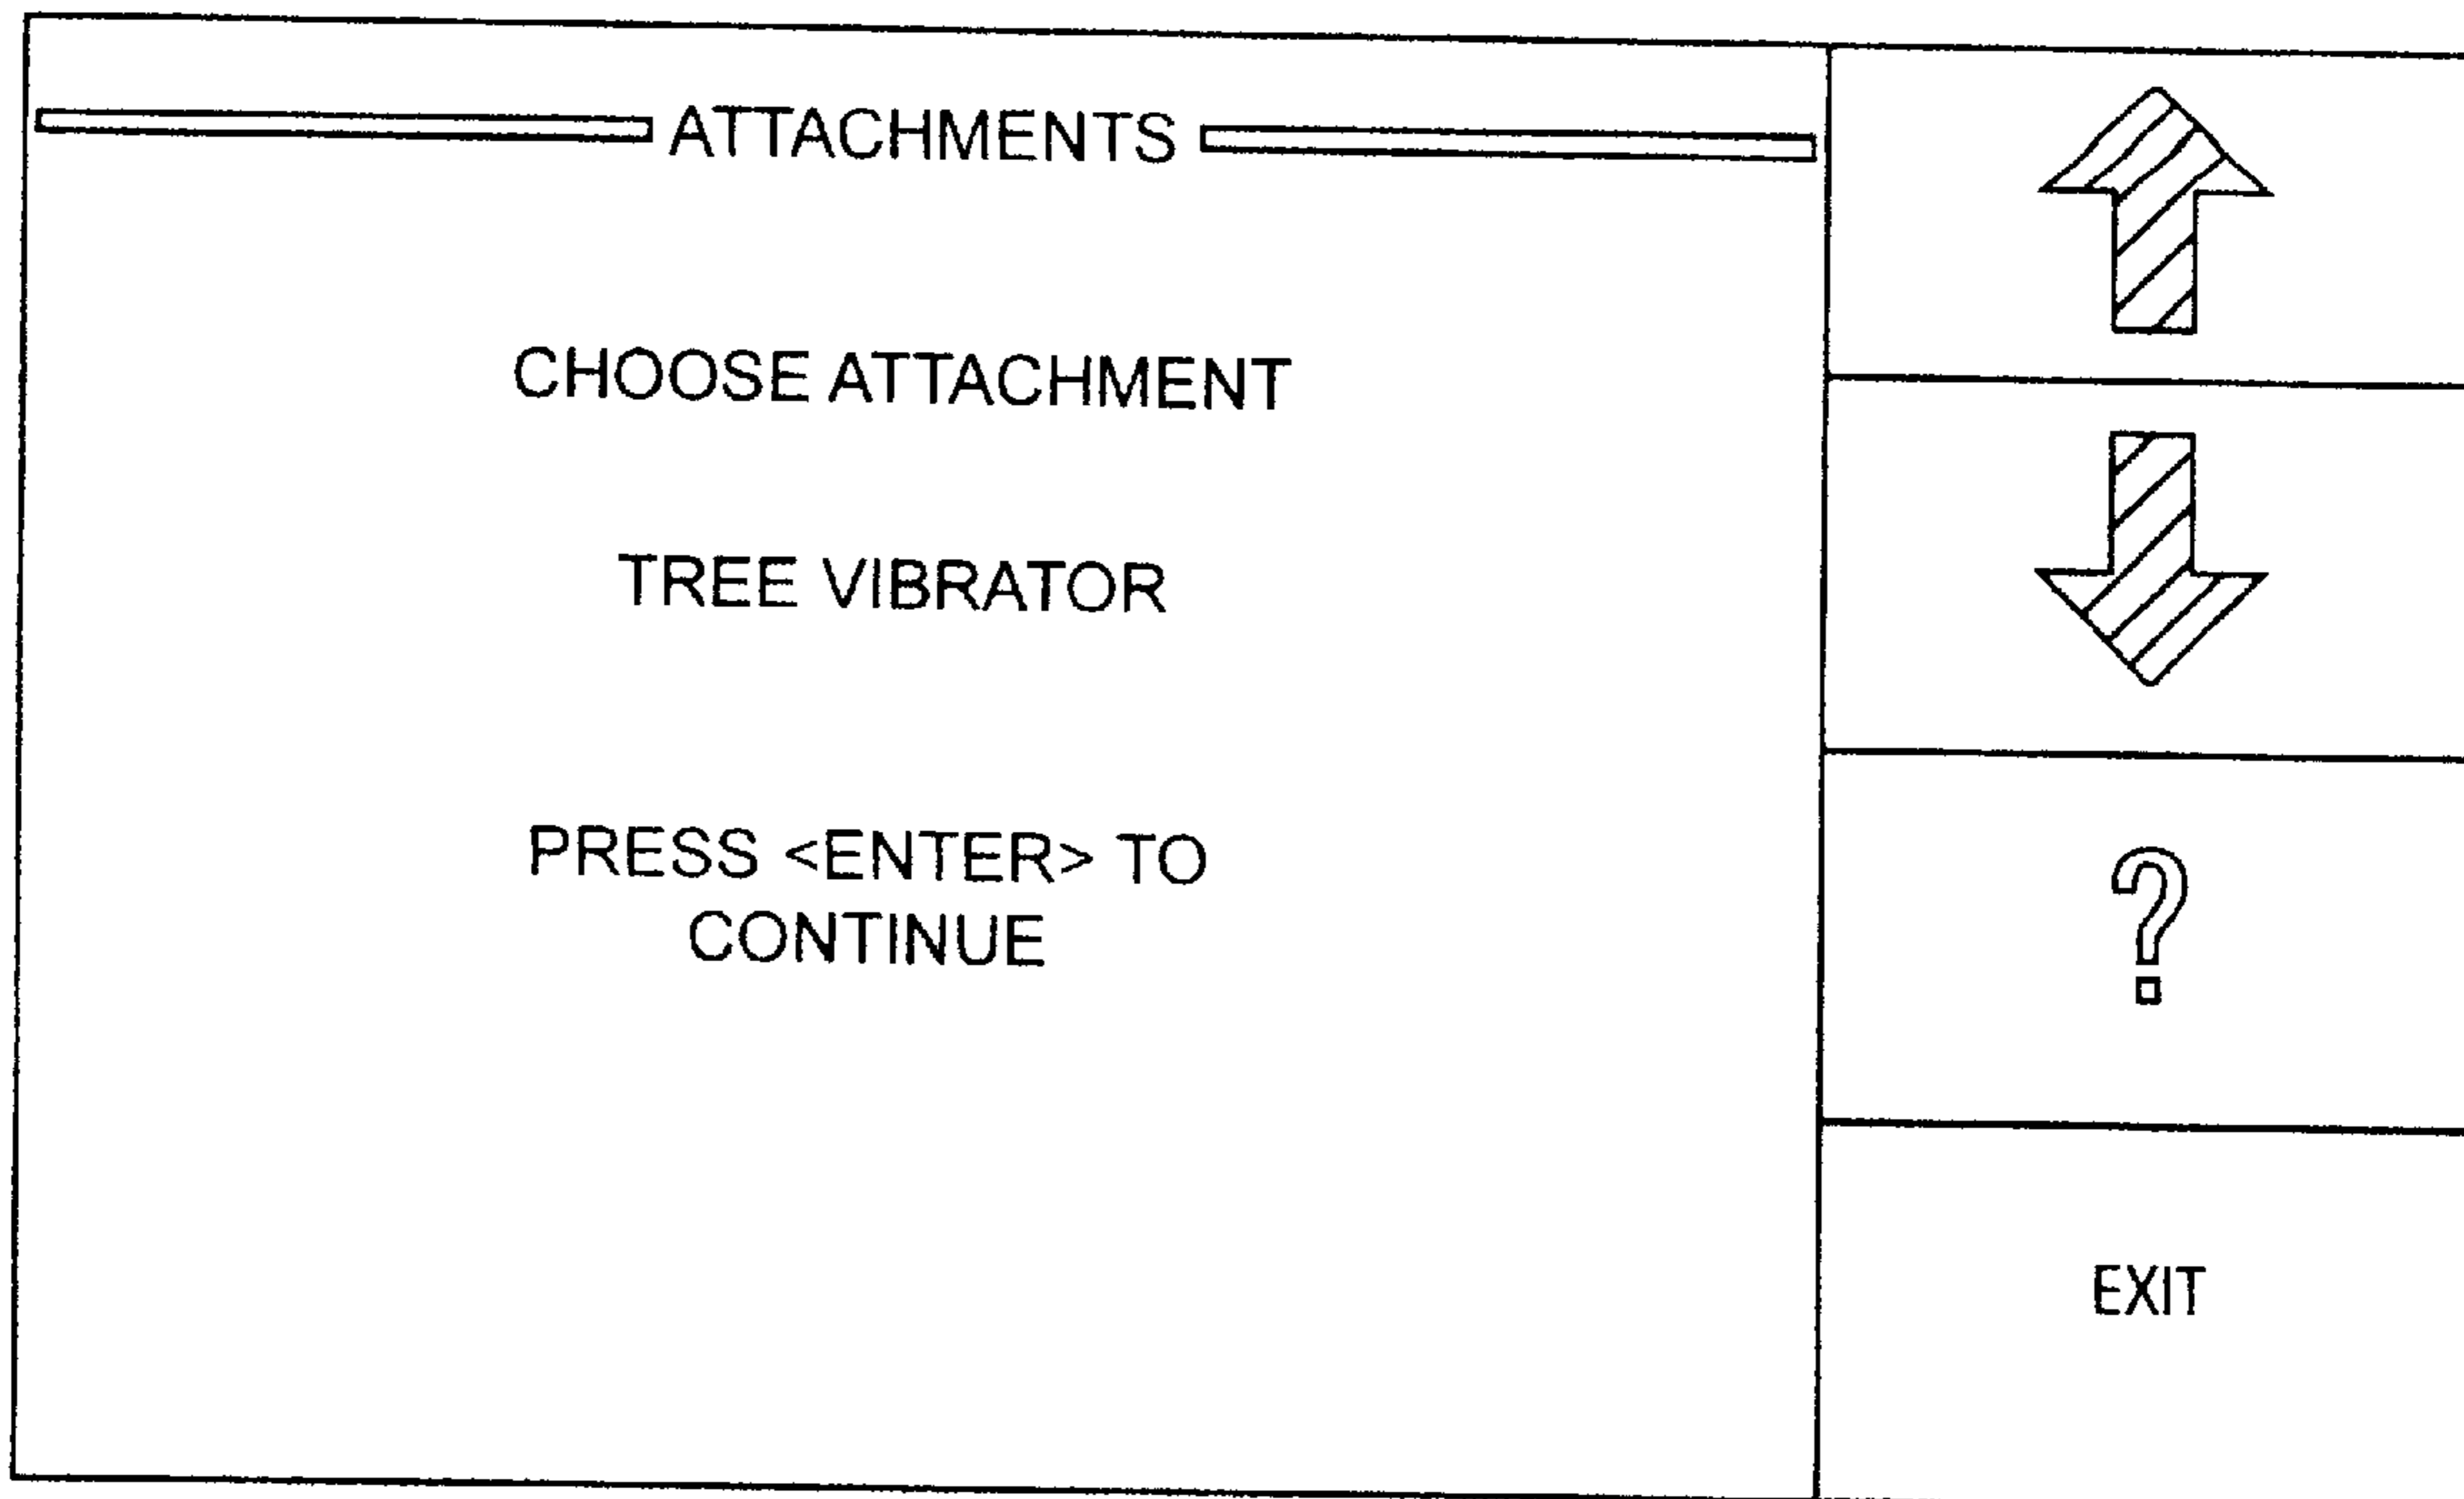 ATTACHMENTS
CHOOSE ATTACHMENT
TREE VIBRATOR
PRESS <ENTER> TO
CONTINUE
?
EXIT